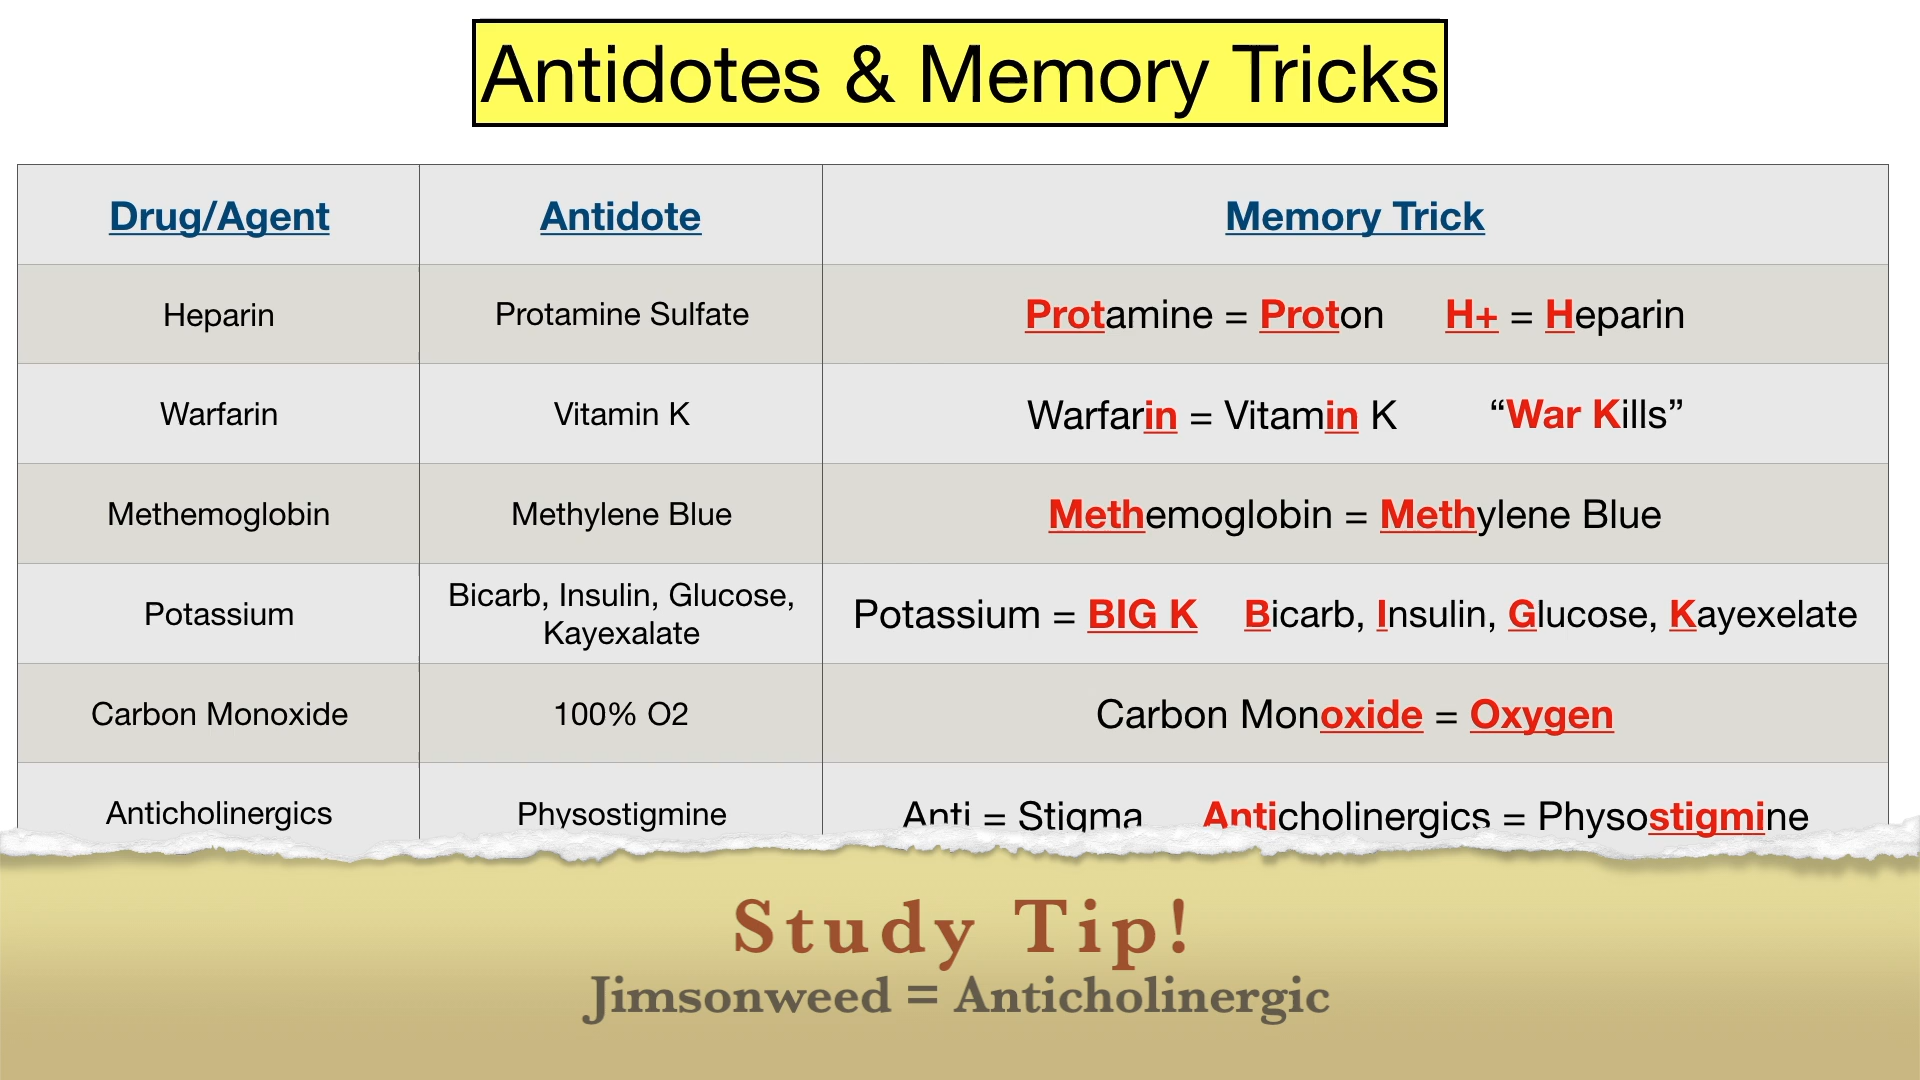 Antidotes & Memory Tricks
Drug/Agent Antidote Memory Trick
Heparin Protamine Sulfate Protamine = Proton H+ = Heparin
Warfarin Vitamin K Warfarin = Vitamin K “War Kills”
Methemoglobin Methylene Blue Methemoglobin = Methylene Blue
Potassium Bicarb, Insulin, Glucose, Kayexalate Potassium = BIG K Bicarb, Insulin, Glucose, Kayexelate
Carbon Monoxide 100% O2 Carbon Monoxide = Oxygen
Anticholinergics Physostigmine Anti = Stigma Anticholinergics = Physostigmine
Study Tip!
Jimsonweed = Anticholinergic